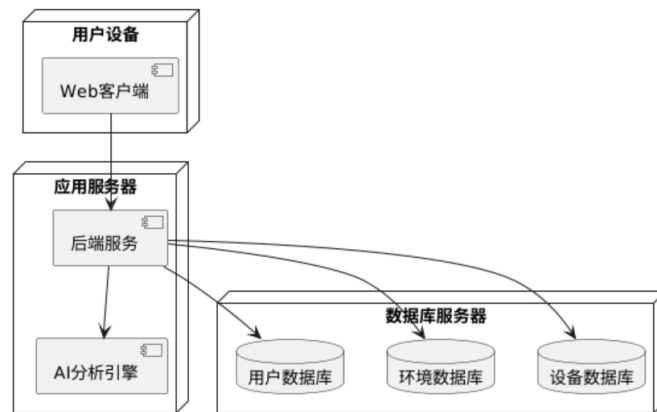 用户设备
Web客户端
应用服务器
后端服务
AI分析引擎
数据库服务器
用户数据库
环境数据库
设备数据库